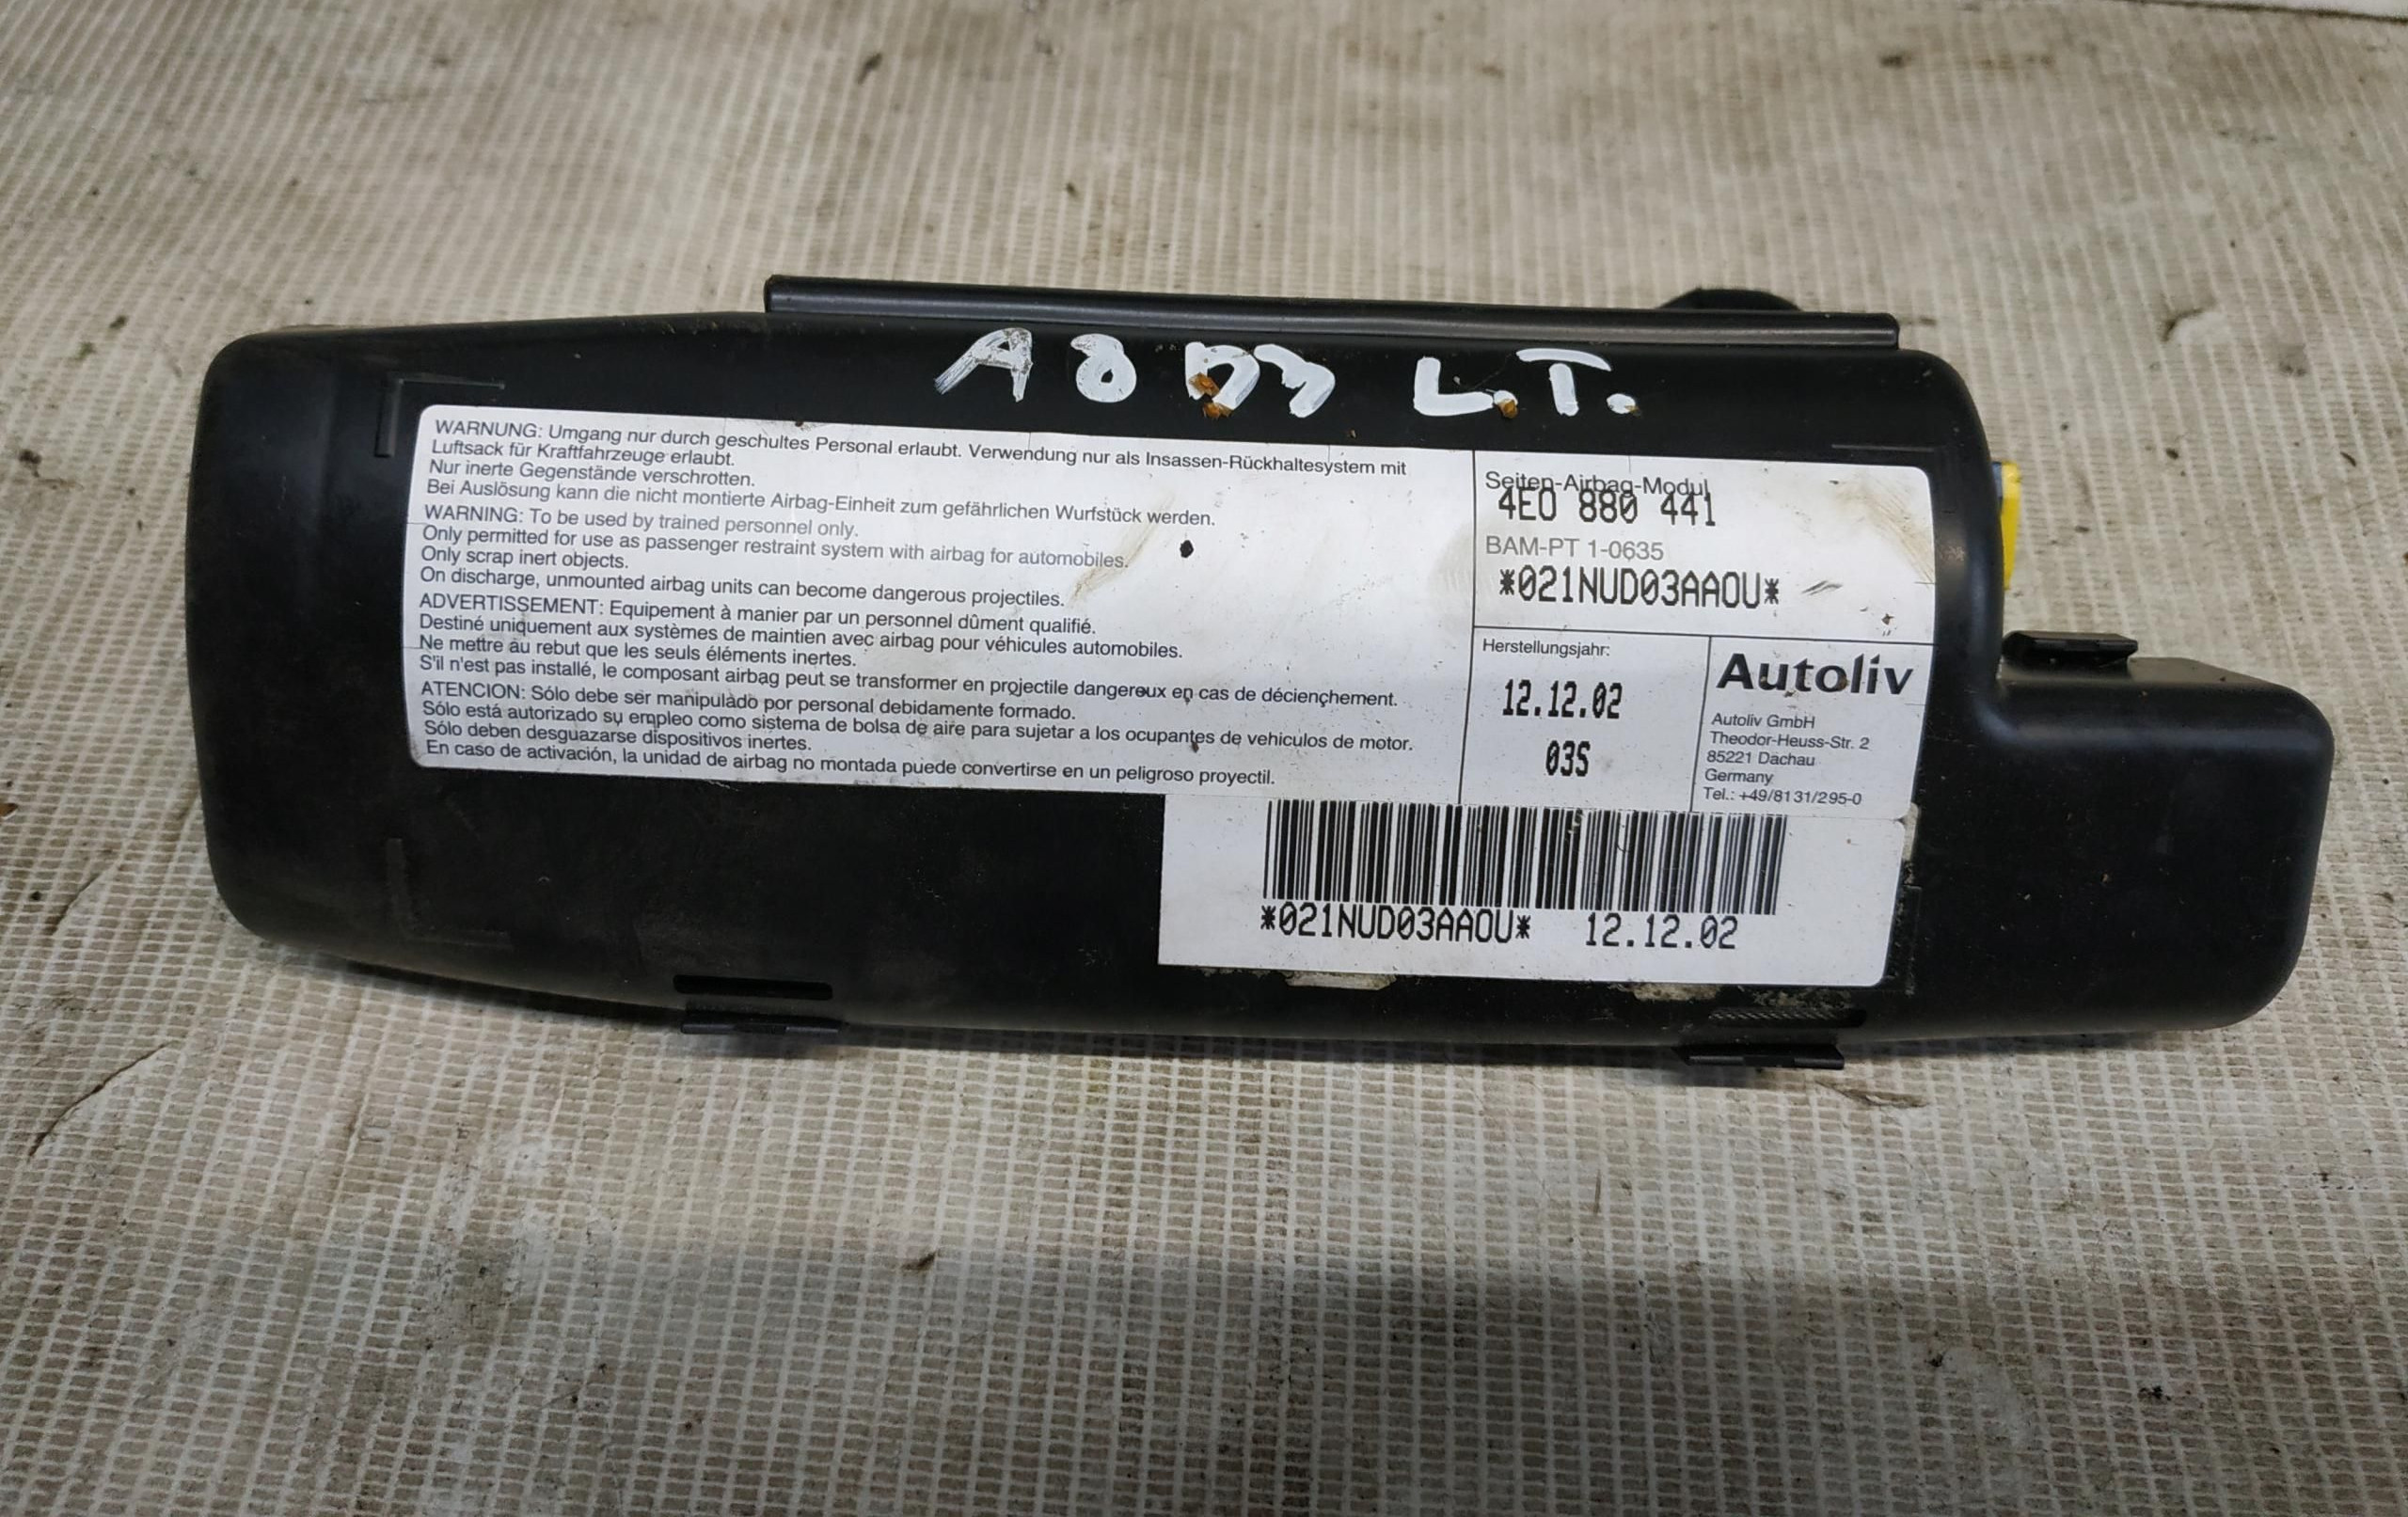 A8 D3 L.T.
WARNUNG: Umgang nur durch geschultes Personal erlaubt. Verwendung nur als Insassen-Rückhaltesystem mit
Luftsack für Kraftfahrzeuge erlaubt.
Nur inerte Gegenstände verschrotten.
Bei Auslösung kann die nicht montierte Airbag-Einheit zum gefährlichen Wurfstück werden.
WARNING: To be used by trained personnel only.
Only permitted for use as passenger restraint system with airbag for automobiles.
Only scrap inert objects.
On discharge, unmounted airbag units can become dangerous projectiles.
ADVERTISSEMENT: Equipement à manier par un personnel dûment qualifié.
Destiné uniquement aux systèmes de maintien avec airbag pour véhicules automobiles.
Ne mettre au rebut que les seuls éléments inertes.
S'il n'est pas installé, le composant airbag peut se transformer en projectile dangereux en cas de décienchement.
ATENCION: Sólo debe ser manipulado por personal debidamente formado.
Sólo está autorizado su empleo como sistema de bolsa de aire para sujetar a los ocupantes de vehiculos de motor.
Sólo deben desguazarse dispositivos inertes.
En caso de activación, la unidad de airbag no montada puede convertirse en un peligroso proyectil.
Seiten-Airbag-Modul
4E0 880 441
BAM-PT 1-0635
*021NUD03AAOU*
Herstellungsjahr:
12.12.02
03S
Autoliv
Autoliv GmbH
Theodor-Heuss-Str. 2
85221 Dachau
Germany
Tel.: +49/8131/295-0
*021NUD03AAOU* 12.12.02